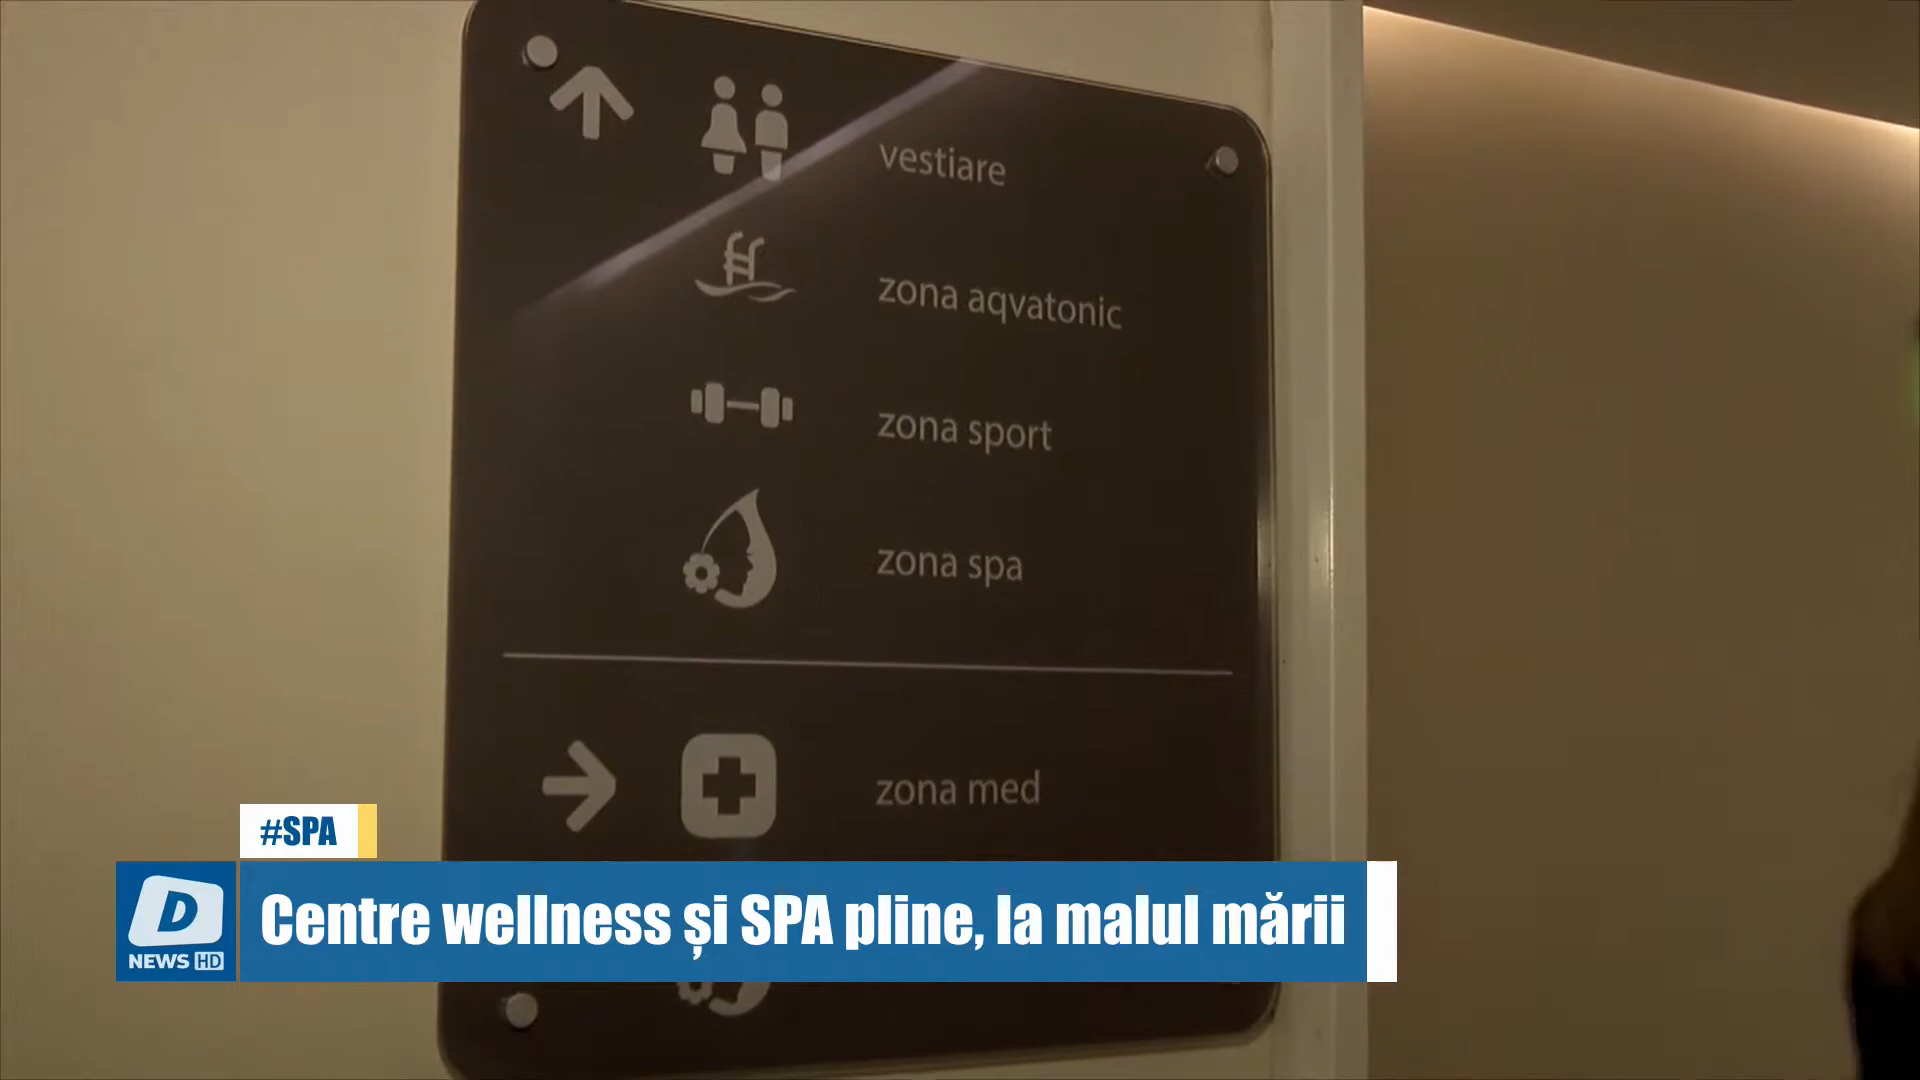 vestiare
zona aqvatonic
zona sport
zona spa
zona med
#SPA
Centre wellness și SPA pline, la malul mării
D
NEWS HD